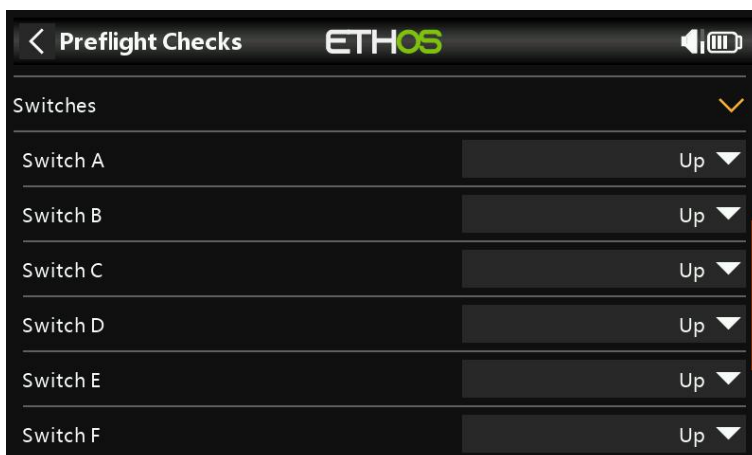 Preflight Checks ETHOS
Switches
Switch A Up
Switch B Up
Switch C Up
Switch D Up
Switch E Up
Switch F Up